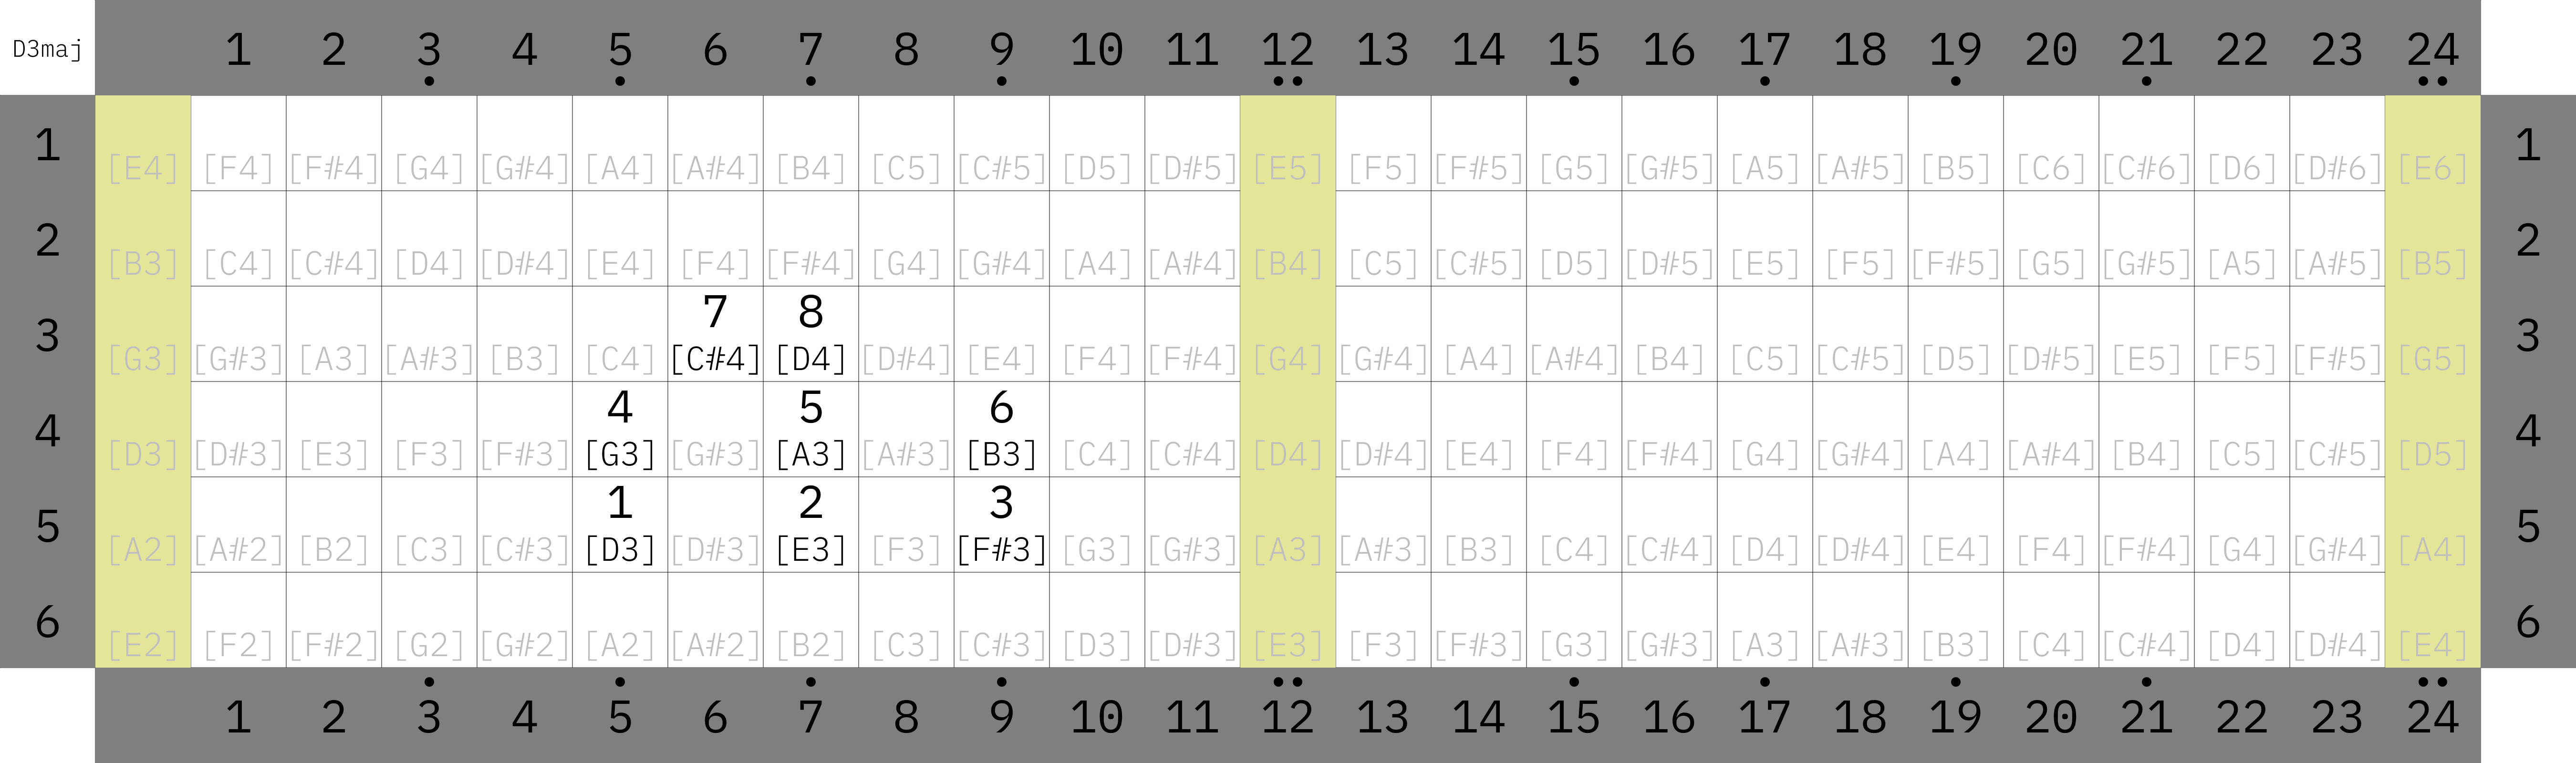 D3maj 1 2 3 4 5 6 7 8 9 10 11 12 13 14 15 16 17 18 19 20 21 22 23 24
1 [E4] [F4] [F#4] [G4] [G#4] [A4] [A#4] [B4] [C5] [C#5] [D5] [D#5] [E5] [F5] [F#5] [G5] [G#5] [A5] [A#5] [B5] [C6] [C#6] [D6] [D#6] [E6] 1
2 [B3] [C4] [C#4] [D4] [D#4] [E4] [F4] [F#4] [G4] [G#4] [A4] [A#4] [B4] [C5] [C#5] [D5] [D#5] [E5] [F5] [F#5] [G5] [G#5] [A5] [A#5] [B5] 2
7 8
3 [G3] [G#3] [A3] [A#3] [B3] [C4] [C#4] [D4] [D#4] [E4] [F4] [F#4] [G4] [G#4] [A4] [A#4] [B4] [C5] [C#5] [D5] [D#5] [E5] [F5] [F#5] [G5] 3
4 5 6
4 [D3] [D#3] [E3] [F3] [F#3] [G3] [G#3] [A3] [A#3] [B3] [C4] [C#4] [D4] [D#4] [E4] [F4] [F#4] [G4] [G#4] [A4] [A#4] [B4] [C5] [C#5] [D5] 4
1 2 3
5 [A2] [A#2] [B2] [C3] [C#3] [D3] [D#3] [E3] [F3] [F#3] [G3] [G#3] [A3] [A#3] [B3] [C4] [C#4] [D4] [D#4] [E4] [F4] [F#4] [G4] [G#4] [A4] 5
6 [E2] [F2] [F#2] [G2] [G#2] [A2] [A#2] [B2] [C3] [C#3] [D3] [D#3] [E3] [F3] [F#3] [G3] [G#3] [A3] [A#3] [B3] [C4] [C#4] [D4] [D#4] [E4] 6
1 2 3 4 5 6 7 8 9 10 11 12 13 14 15 16 17 18 19 20 21 22 23 24